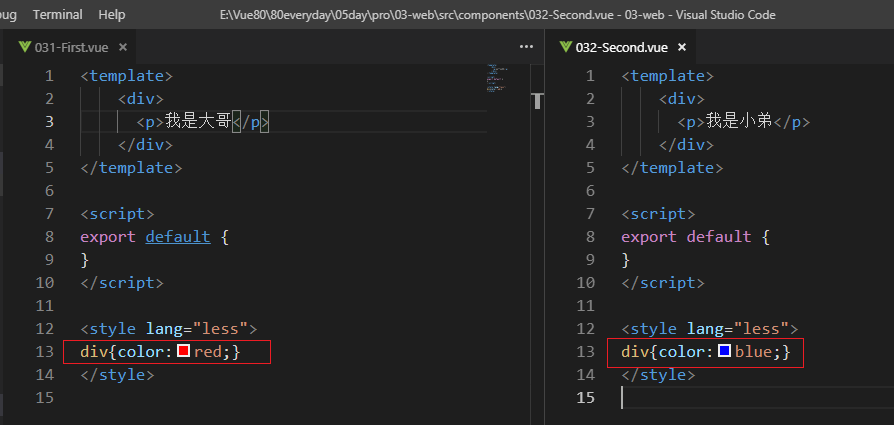 bug Terminal Help E:\Vue80\80everyday\05day\pro\03-web\src\components\032-Second.vue - 03-web - Visual Studio Code
031-First.vue × ···
1 <template>
2 <div>
3 <p>我是大哥</p>
4 </div>
5 </template>
6
7 <script>
8 export default {
9 }
10 </script>
11
12 <style lang="less">
13 div{color:red;}
14 </style>
15
032-Second.vue ×
1 <template>
2 <div>
3 <p>我是小弟</p>
4 </div>
5 </template>
6
7 <script>
8 export default {
9 }
10 </script>
11
12 <style lang="less">
13 div{color:blue;}
14 </style>
15